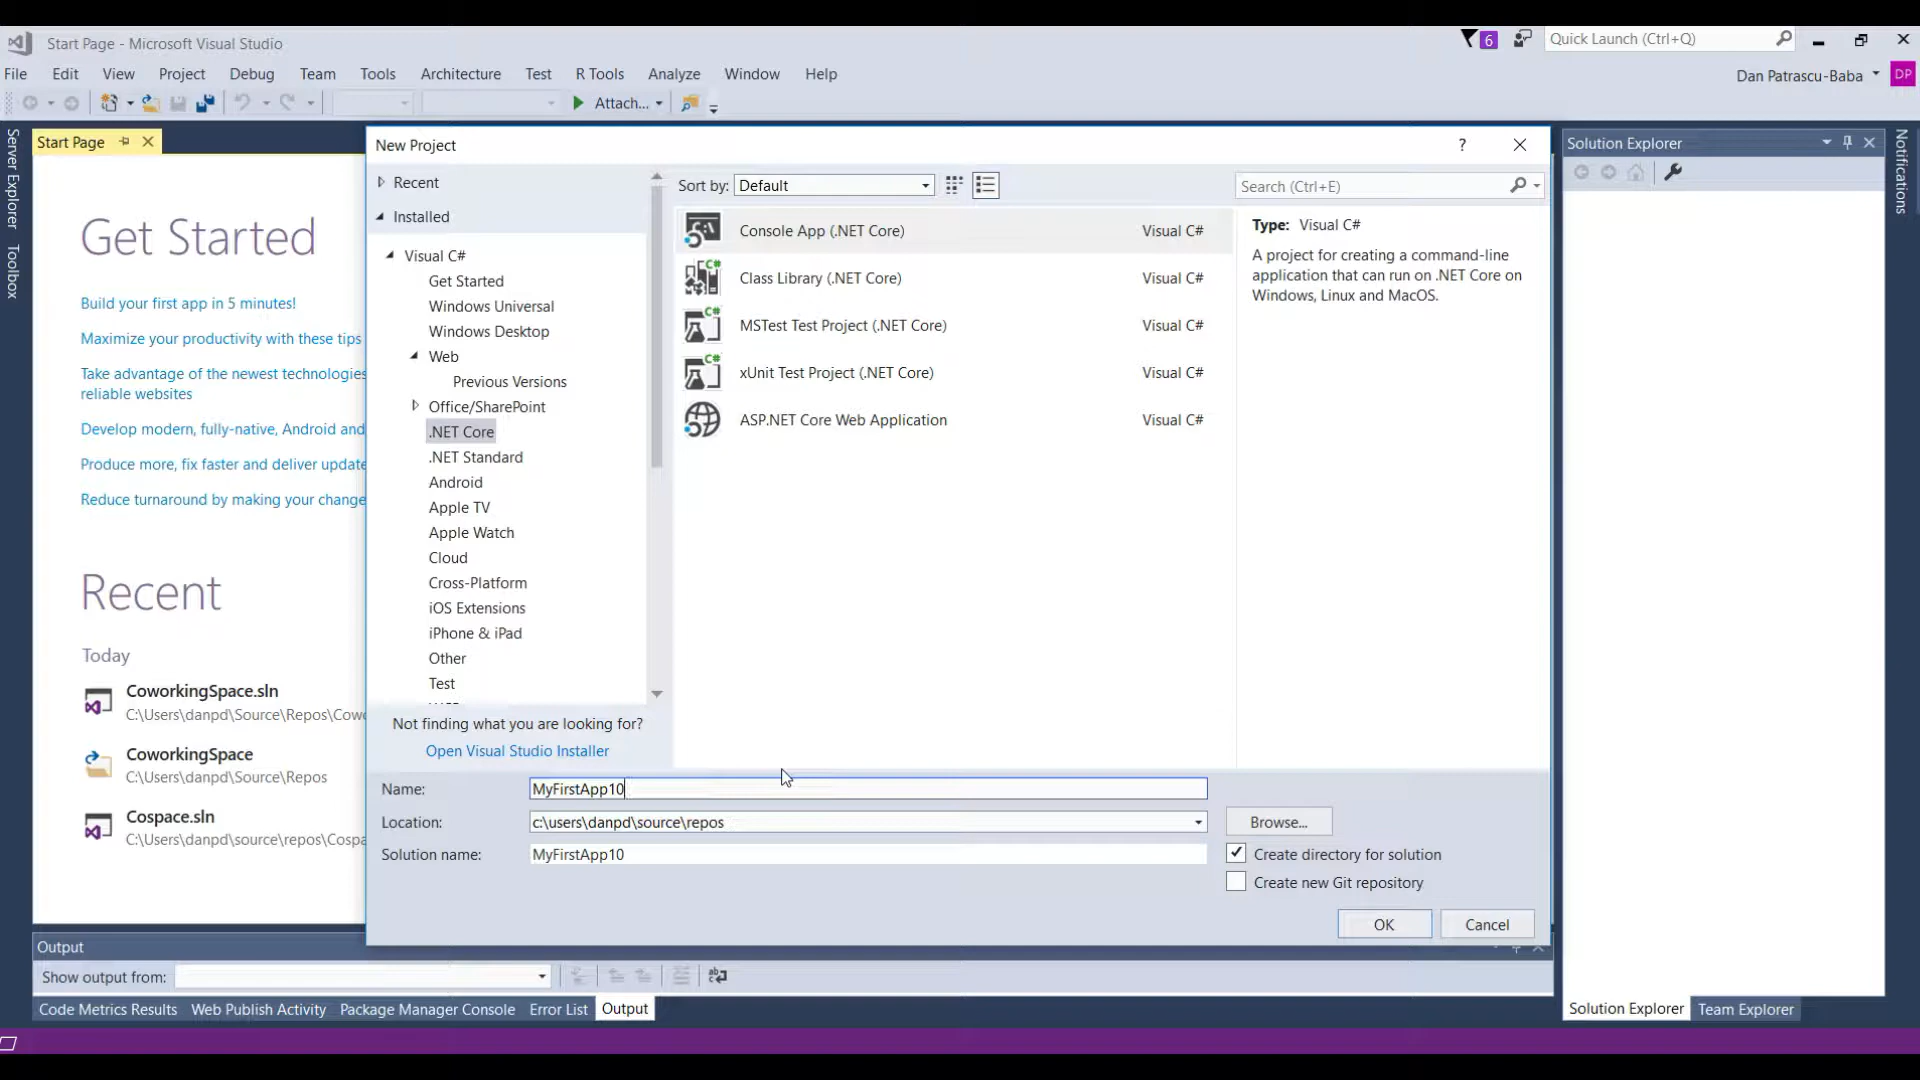 Start Page - Microsoft Visual Studio
6
Quick Launch (Ctrl+Q)
File Edit View Project Debug Team Tools Architecture Test R Tools Analyze Window Help
Dan Patrascu-Baba
DP
Attach...
Server Explorer
Toolbox
Start Page
Get Started
Build your first app in 5 minutes!
Maximize your productivity with these tips
Take advantage of the newest technologies
reliable websites
Develop modern, fully-native, Android and
Produce more, fix faster and deliver update
Reduce turnaround by making your change
Recent
Today
CoworkingSpace.sln
C:\Users\danpd\Source\Repos\Cow
CoworkingSpace
C:\Users\danpd\Source\Repos
Cospace.sln
C:\Users\danpd\source\repos\Cospa
New Project
?
Recent
Installed
Visual C#
Get Started
Windows Universal
Windows Desktop
Web
Previous Versions
Office/SharePoint
.NET Core
.NET Standard
Android
Apple TV
Apple Watch
Cloud
Cross-Platform
iOS Extensions
iPhone & iPad
Other
Test
Not finding what you are looking for?
Open Visual Studio Installer
Sort by: Default
Search (Ctrl+E)
Console App (.NET Core) Visual C#
Class Library (.NET Core) Visual C#
MSTest Test Project (.NET Core) Visual C#
xUnit Test Project (.NET Core) Visual C#
ASP.NET Core Web Application Visual C#
Type: Visual C#
A project for creating a command-line
application that can run on .NET Core on
Windows, Linux and MacOS.
Name: MyFirstApp10
Location: c:\users\danpd\source\repos
Browse...
Solution name: MyFirstApp10
Create directory for solution
Create new Git repository
OK
Cancel
Solution Explorer
Notifications
Output
Show output from:
Code Metrics Results Web Publish Activity Package Manager Console Error List Output
Solution Explorer Team Explorer